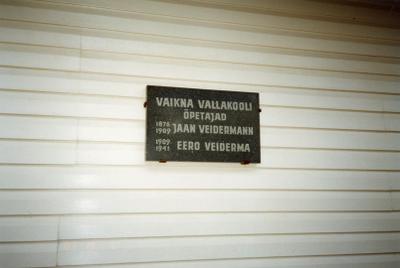 VAIKNA VALLAKOOLI
ÕPETAJAD
1876
1909 JAAN VEIDERMANN
1909
1941 EERO VEIDERMA